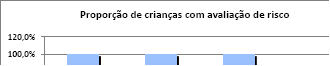 Proporção de crianças com avaliação de risco
120,0%
100,0%